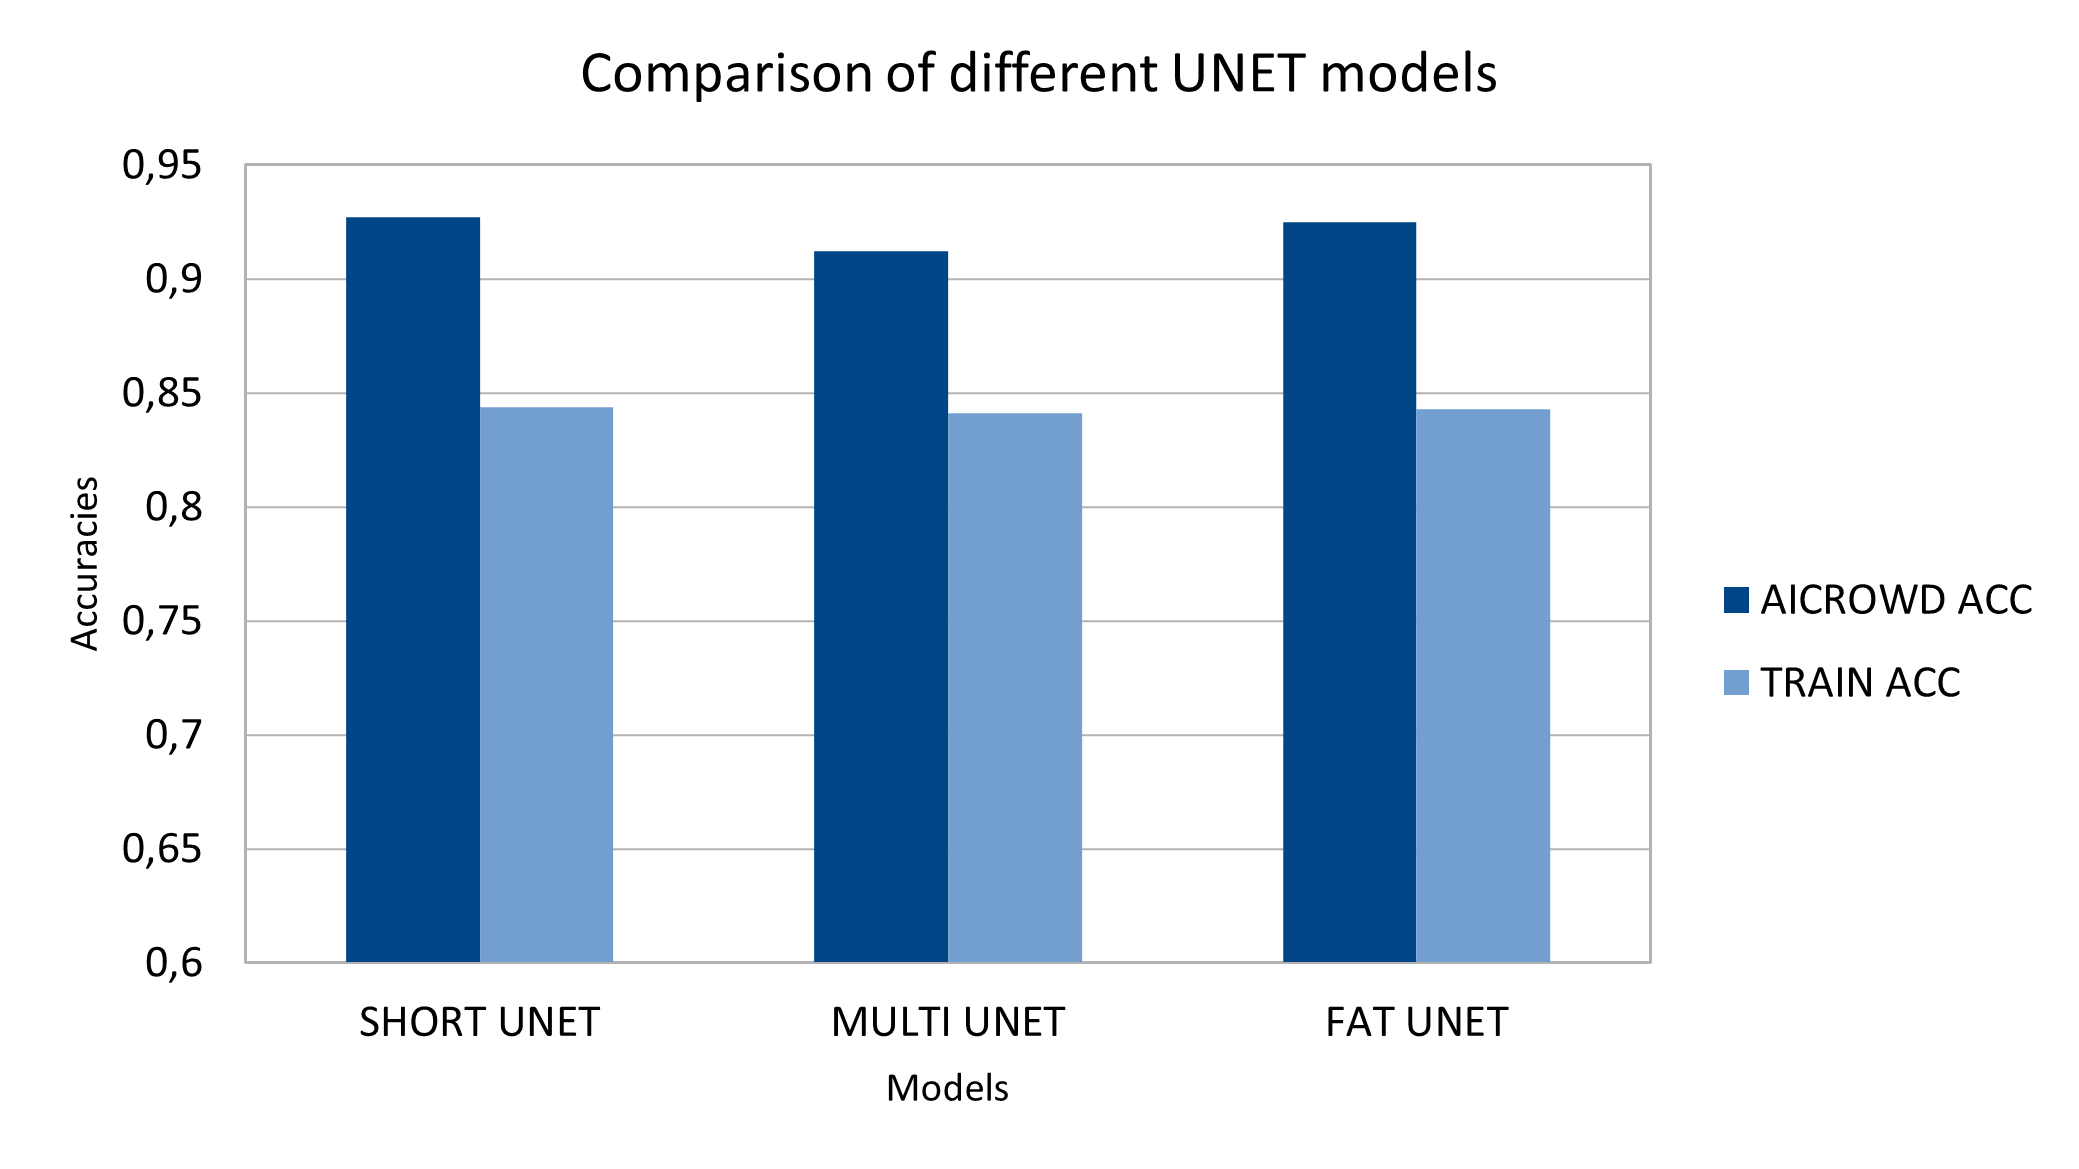 Comparison of different UNET models
0,95
0,9
0,85
0,8
0,75
0,7
0,65
0,6
Accuracies
SHORT UNET
MULTI UNET
FAT UNET
Models
AICROWD ACC
TRAIN ACC